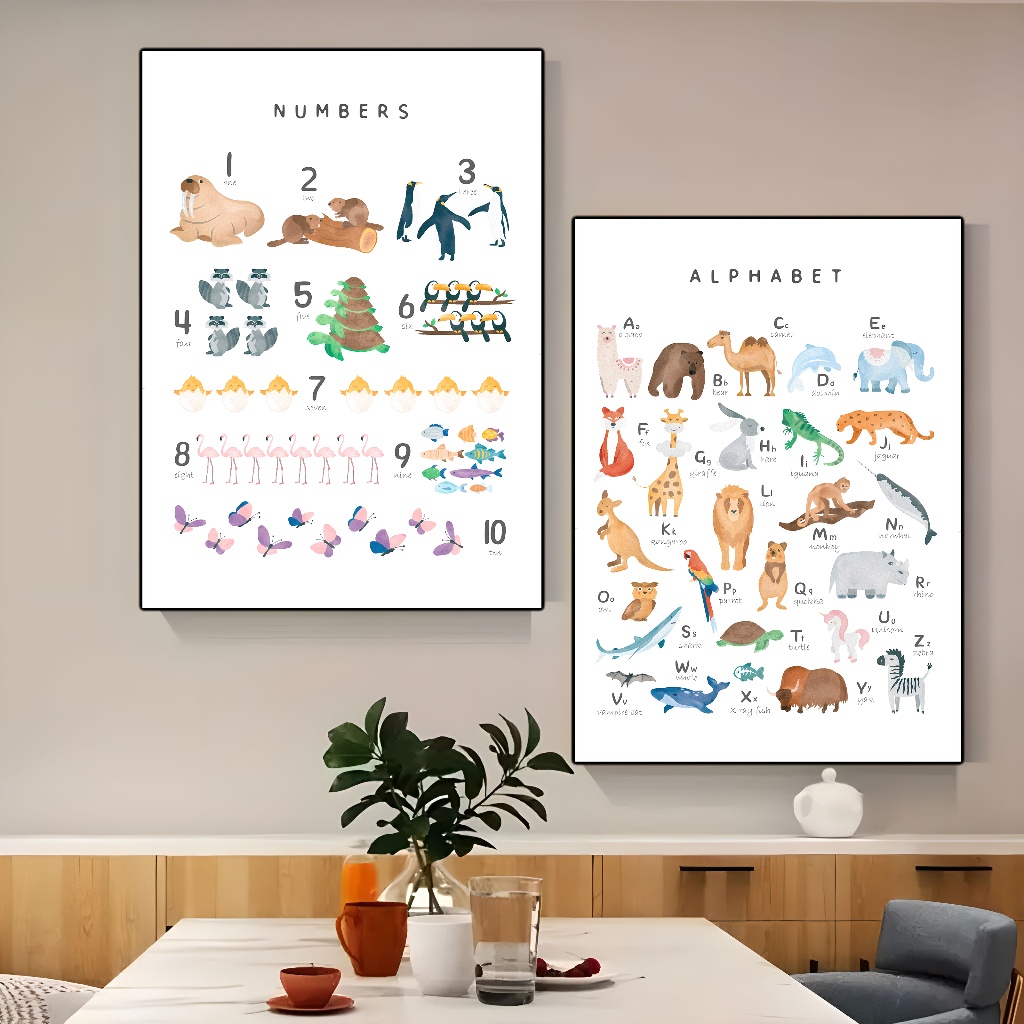 NUMBERS
1
one
2
two
3
three
4
four
5
five
6
six
7
seven
8
eight
9
nine
10
ten
ALPHABET
Aa
alpaca
Bb
bear
Cc
camel
Dd
dolphin
Ee
elephant
Ff
fox
Gg
giraffe
Hh
hare
Ii
iguana
Jj
jaguar
Kk
kangaroo
Ll
lion
Mm
monkey
Nn
narwhal
Oo
owl
Pp
parrot
Qq
quokka
Rr
rhino
Ss
shark
Tt
turtle
Uu
unicorn
Vv
vampire bat
Ww
whale
Xx
x ray fish
Yy
yak
Zz
zebra